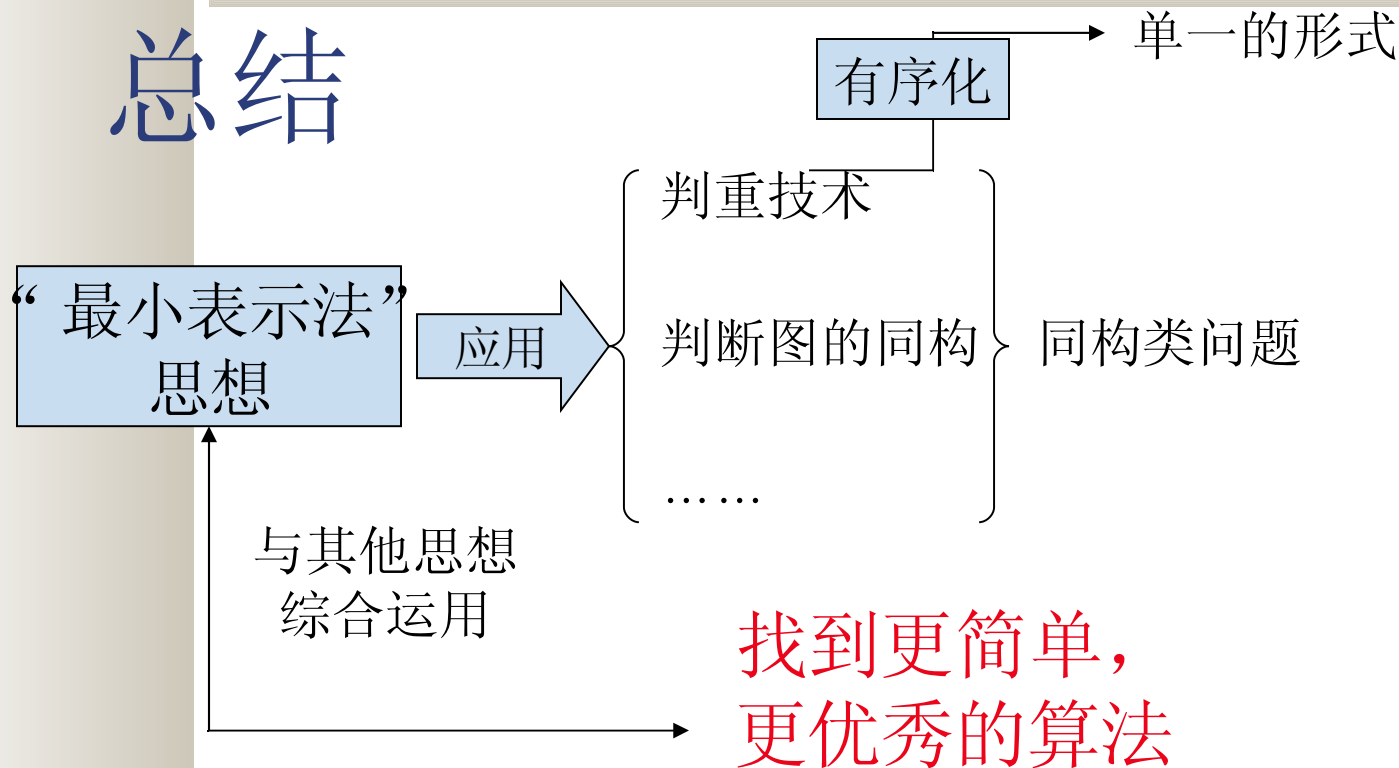 总结
有序化
单一的形式
判重技术
“最小表示法”
思想
应用
判断图的同构
同构类问题
……
与其他思想
综合运用
找到更简单，
更优秀的算法